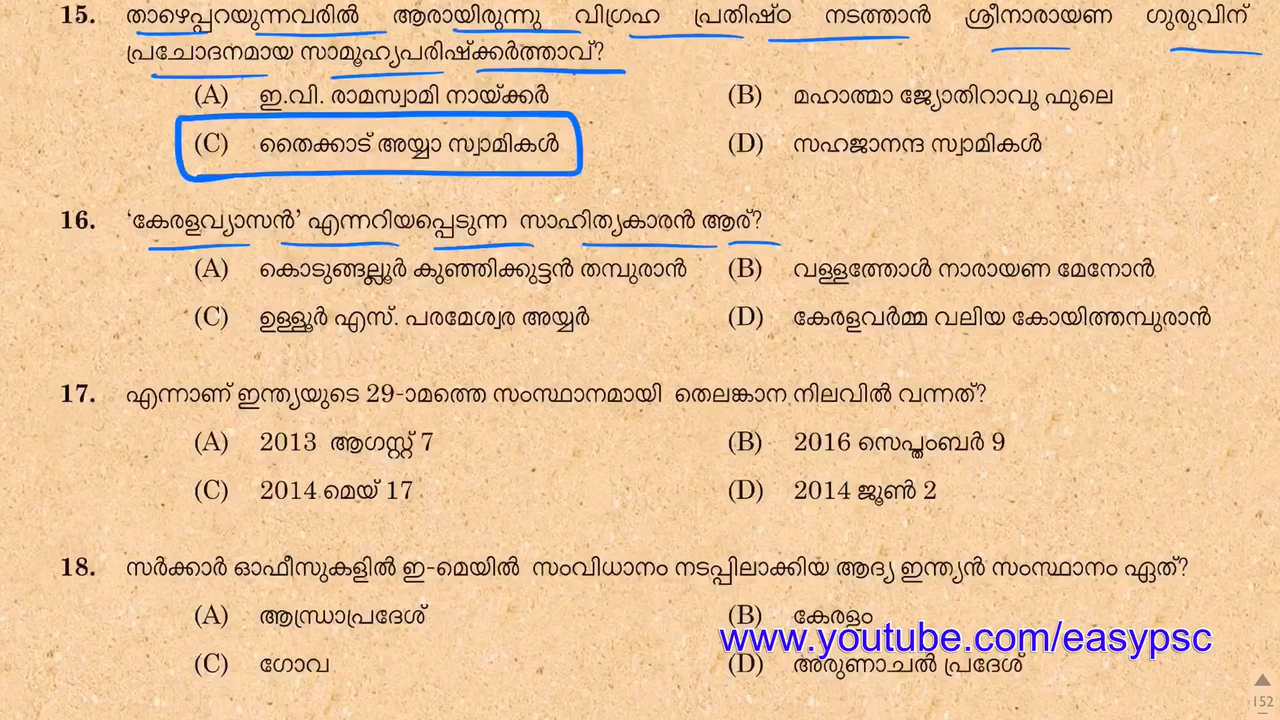 15. താഴെപ്പറയുന്നവരിൽ ആരായിരുന്നു വിഗ്രഹ പ്രതിഷ്ഠ നടത്താൻ ശ്രീനാരായണ ഗുരുവിന്
പ്രചോദനമായ സാമൂഹ്യപരിഷ്ക്കർത്താവ്?
(A) ഇ.വി. രാമസ്വാമി നായ്ക്കർ (B) മഹാത്മാ ജ്യോതിറാവു ഫുലെ
(C) തൈക്കാട് അയ്യാ സ്വാമികൾ (D) സഹജാനന്ദ സ്വാമികൾ
16. ‘കേരളവ്യാസൻ’ എന്നറിയപ്പെടുന്ന സാഹിത്യകാരൻ ആര്?
(A) കൊടുങ്ങല്ലൂർ കുഞ്ഞിക്കുട്ടൻ തമ്പുരാൻ (B) വള്ളത്തോൾ നാരായണ മേനോൻ
(C) ഉള്ളൂർ എസ്. പരമേശ്വര അയ്യർ (D) കേരളവർമ്മ വലിയ കോയിത്തമ്പുരാൻ
17. എന്നാണ് ഇന്ത്യയുടെ 29-ാമത്തെ സംസ്ഥാനമായി തെലങ്കാന നിലവിൽ വന്നത്?
(A) 2013 ആഗസ്റ്റ് 7 (B) 2016 സെപ്തംബർ 9
(C) 2014 മെയ് 17 (D) 2014 ജൂൺ 2
18. സർക്കാർ ഓഫീസുകളിൽ ഇ-മെയിൽ സംവിധാനം നടപ്പിലാക്കിയ ആദ്യ ഇന്ത്യൻ സംസ്ഥാനം ഏത്?
(A) ആന്ധ്രാപ്രദേശ് (B) കേരളം
www.youtube.com/easypsc
(C) ഗോവ (D) അരുണാചൽ പ്രദേശ്
152